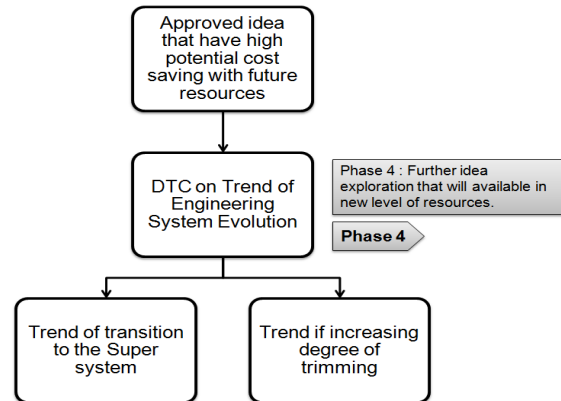 Approved idea
that have high
potential cost
saving with future
resources
DTC on Trend of
Engineering
System Evolution
Phase 4 : Further idea
exploration that will available in
new level of resources.
Phase 4
Trend of transition
to the Super
system
Trend if increasing
degree of
trimming